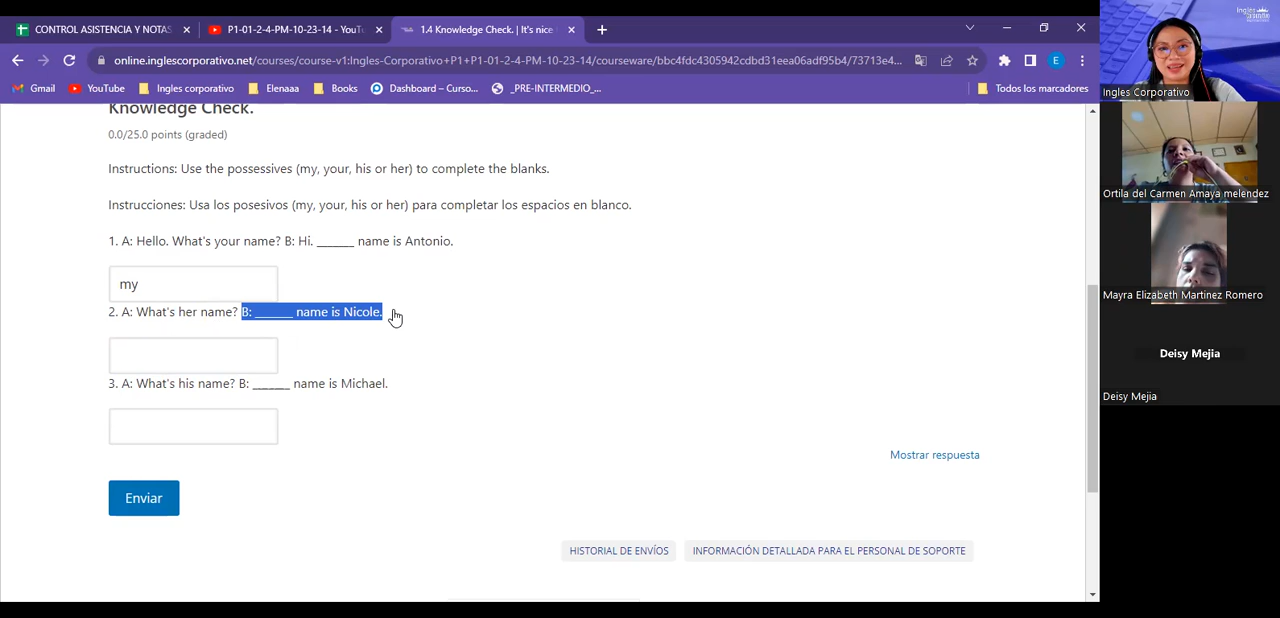 CONTROL ASISTENCIA Y NOTAS
P1-01-2-4-PM-10-23-14 - YouTu
1.4 Knowledge Check. | It's nice
online.inglescorporativo.net/courses/course-v1:Ingles-Corporativo+P1+P1-01-2-4-PM-10-23-14/courseware/bbc4fdc4305942cdbd31eea06adf95b4/73713e4...
E
Gmail
YouTube
Ingles corporativo
Elenaaa
Books
Dashboard – Curso...
_PRE-INTERMEDIO_...
Todos los marcadores
Knowledge Check.
0.0/25.0 points (graded)
Instructions: Use the possessives (my, your, his or her) to complete the blanks.
Instrucciones: Usa los posesivos (my, your, his or her) para completar los espacios en blanco.
1. A: Hello. What's your name? B: Hi. _______ name is Antonio.
my
2. A: What's her name? B: _______ name is Nicole.
3. A: What's his name? B: _______ name is Michael.
Mostrar respuesta
Enviar
HISTORIAL DE ENVÍOS
INFORMACIÓN DETALLADA PARA EL PERSONAL DE SOPORTE
Ingles
Ingles Corporativo
Ortila del Carmen Amaya melendez
Mayra Elizabeth Martinez Romero
Deisy Mejia
Deisy Mejia